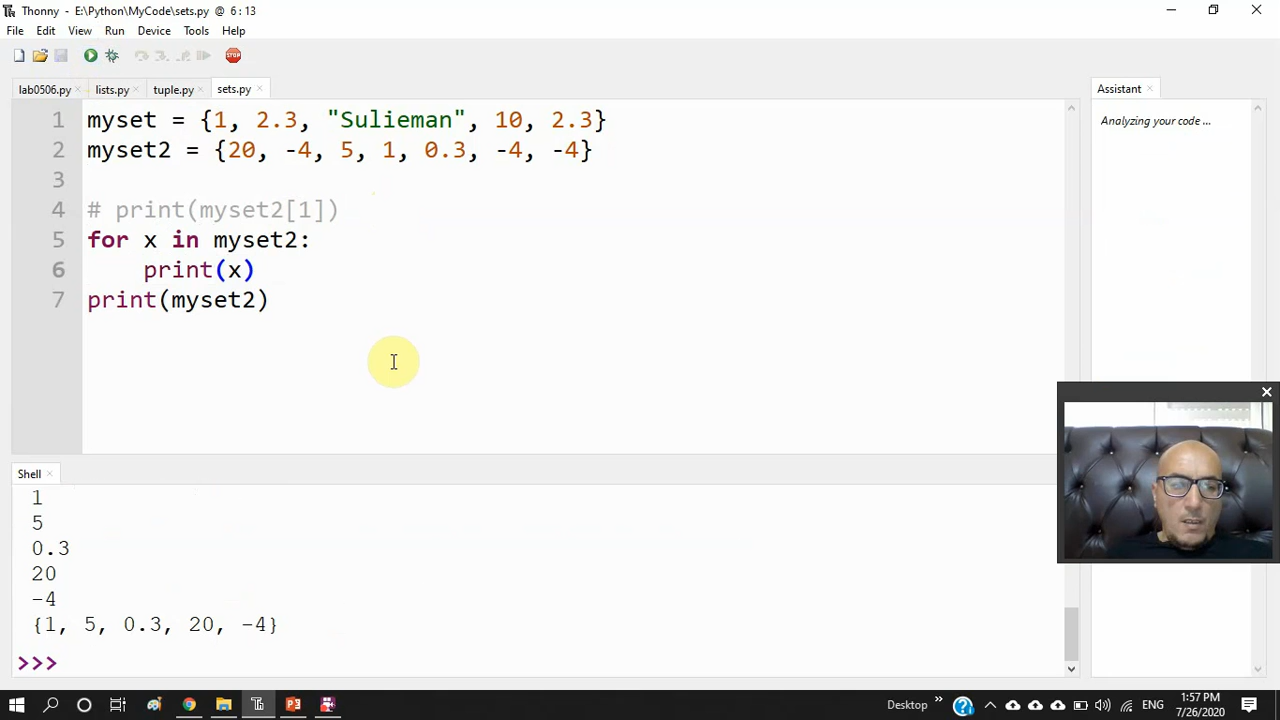 Thonny - E:\Python\MyCode\sets.py @ 6 : 13
File Edit View Run Device Tools Help
STOP
lab0506.py lists.py tuple.py sets.py
Assistant
Analyzing your code ...
1 myset = {1, 2.3, "Sulieman", 10, 2.3}
2 myset2 = {20, -4, 5, 1, 0.3, -4, -4}
3
4 # print(myset2[1])
5 for x in myset2:
6 print(x)
7 print(myset2)
Shell
1
5
0.3
20
-4
{1, 5, 0.3, 20, -4}
>>>
Desktop » ENG 1:57 PM
7/26/2020